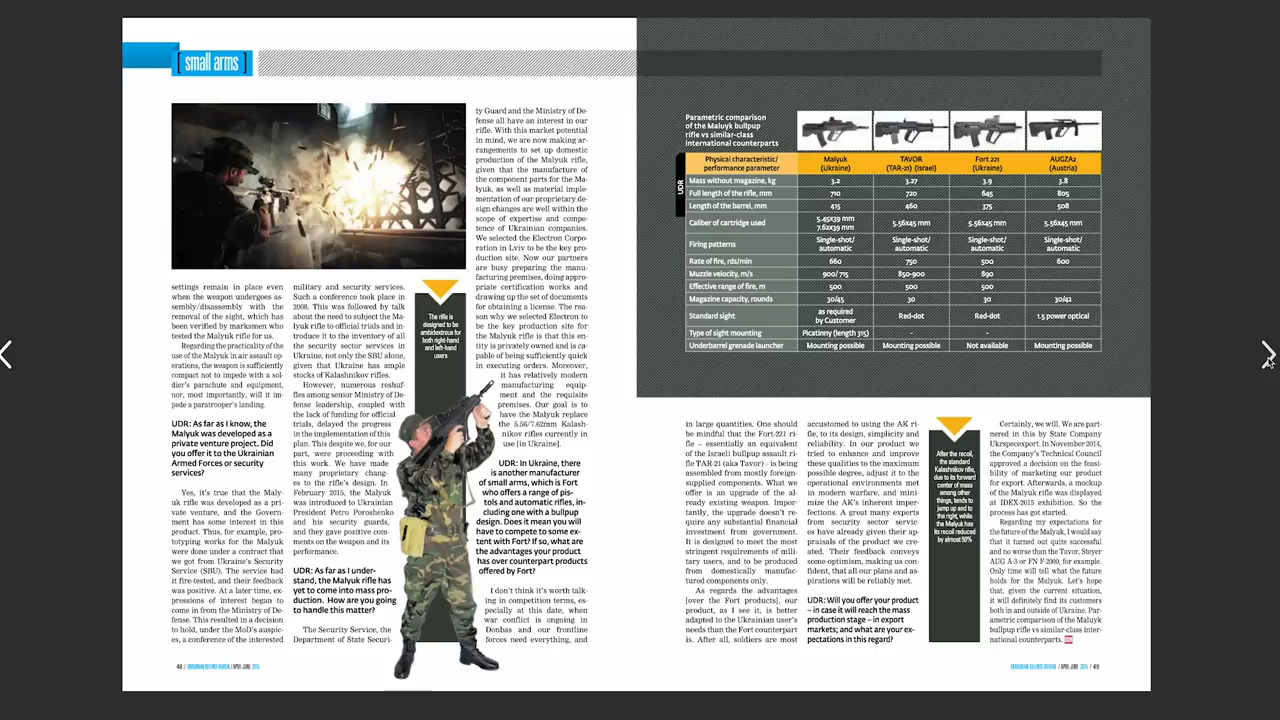 [ small arms ]
settings remain in place even
when the weapon undergoes as-
sembly/disassembly with the
removal of the sight, which has
been verified by marksmen who
tested the Malyuk rifle for us.
Regarding the practicality of the
use of the Malyuk in air assault op-
erations, the weapon is sufficiently
compact not to impede with a sol-
dier's parachute and equipment,
nor, most importantly, will it im-
pede a paratrooper's landing.
UDR: As far as I know, the
Malyuk was developed as a
private venture project. Did
you offer it to the Ukrainian
Armed Forces or security
services?
Yes, it's true that the Maly-
uk rifle was developed as a pri-
vate venture, and the Govern-
ment has some interest in this
product. Thus, for example, pro-
totyping works for the Malyuk
were done under a contract that
we got from Ukraine's Security
Service (SBU). The service had
it fire-tested, and their feedback
was positive. At a later time, ex-
pressions of interest began to
come in from the Ministry of De-
fense. This resulted in a decision
to hold, under the MoD's auspic-
es, a conference of the interested
military and security services.
Such a conference took place in
2008. This was followed by talk
about the need to subject the Ma-
lyuk rifle to official trials and in-
troduce it to the inventory of all
the security sector services in
Ukraine, not only the SBU alone,
given that Ukraine has ample
stocks of Kalashnikov rifles.
However, numerous reshuf-
fles among senior Ministry of De-
fense leadership, coupled with
the lack of funding for official
trials, delayed the progress
in the implementation of this
plan. This despite we, for our
part, were proceeding with
this work. We have made
many proprietary chang-
es to the rifle's design. In
February 2015, the Malyuk
was introduced to Ukrainian
President Petro Poroshenko
and his security guards,
and they gave positive com-
ments on the weapon and its
performance.
UDR: As far as I under-
stand, the Malyuk rifle has
yet to come into mass pro-
duction. How are you going
to handle this matter?
The Security Service, the
Department of State Securi-
The rifle is
designed to be
ambidextrous for
both right-hand
and left-hand
users
ty Guard and the Ministry of De-
fense all have an interest in our
rifle. With this market potential
in mind, we are now making ar-
rangements to set up domestic
production of the Malyuk rifle,
given that the manufacture of
the component parts for the Ma-
lyuk, as well as material imple-
mentation of our proprietary de-
sign changes are well within the
scope of expertise and compe-
tence of Ukrainian companies.
We selected the Electron Corpo-
ration in Lviv to be the key pro-
duction site. Now our partners
are busy preparing the manu-
facturing premises, doing appro-
priate certification works and
drawing up the set of documents
for obtaining a license. The rea-
son why we selected Electron to
be the key production site for
the Malyuk rifle is that this en-
tity is privately owned and is ca-
pable of being sufficiently quick
in executing orders. Moreover,
it has relatively modern
manufacturing equip-
ment and the requisite
premises. Our goal is to
have the Malyuk replace
the 5.56/7.62mm Kalash-
nikov rifles currently in
use [in Ukraine].
UDR: In Ukraine, there
is another manufacturer
of small arms, which is Fort
who offers a range of pis-
tols and automatic rifles, in-
cluding one with a bullpup
design. Does it mean you will
have to compete to some ex-
tent with Fort? If so, what are
the advantages your product
has over counterpart products
offered by Fort?
I don't think it's worth talk-
ing in competition terms, es-
pecially at this date, when
war conflict is ongoing in
Donbas and our frontline
forces need everything, and
48 / UKRAINIAN DEFENSE REVIEW / APRIL-JUNE 2015
Parametric comparison
of the Maluyk bullpup
rifle vs similar-class
international counterparts
UDR
Physical characteristic/ performance parameter Malyuk (Ukraine) TAVOR (TAR-21) (Israel) Fort 221 (Ukraine) AUGZA2 (Austria)
Mass without magazine, kg 3.2 3.27 3.9 3.8
Full length of the rifle, mm 710 720 645 805
Length of the barrel, mm 415 460 375 508
Caliber of cartridge used 5.45x39 mm 7.62x39 mm 5.56x45 mm 5.56x45 mm 5.56x45 mm
Firing patterns Single-shot/ automatic Single-shot/ automatic Single-shot/ automatic Single-shot/ automatic
Rate of fire, rds/min 660 750 500 600
Muzzle velocity, m/s 900/ 715 850-900 890
Effective range of fire, m 500 500 500
Magazine capacity, rounds 30/45 30 30 30/42
Standard sight as required by Customer Red-dot Red-dot 1.5 power optical
Type of sight mounting Picatinny (length 315) - -
Underbarrel grenade launcher Mounting possible Mounting possible Not available Mounting possible
in large quantities. One should
be mindful that the Fort-221 ri-
fle – essentially an equivalent
of the Israeli bullpup assault ri-
fle TAR-21 (aka Tavor) – is being
assembled from mostly foreign-
supplied components. What we
offer is an upgrade of the al-
ready existing weapon. Impor-
tantly, the upgrade doesn't re-
quire any substantial financial
investment from government.
It is designed to meet the most
stringent requirements of mili-
tary users, and to be produced
from domestically manufac-
tured components only.
As regards the advantages
[over the Fort products], our
product, as I see it, is better
adapted to the Ukrainian user's
needs than the Fort counterpart
is. After all, soldiers are most
accustomed to using the AK ri-
fle, to its design, simplicity and
reliability. In our product we
tried to enhance and improve
these qualities to the maximum
possible degree, adjust it to the
operational environments met
in modern warfare, and mini-
mize the AK's inherent imper-
fections. A great many experts
from security sector servic-
es have already given their ap-
praisals of the product we cre-
ated. Their feedback conveys
some optimism, making us con-
fident, that all our plans and as-
pirations will be reliably met.
UDR: Will you offer your product
– in case it will reach the mass
production stage – in export
markets; and what are your ex-
pectations in this regard?
After the recoil,
the standard
Kalashnikov rifle,
due to its forward
center of mass
among other
things, tends to
jump up and to
the right, while
the Malyuk has
its recoil reduced
by almost 50%
Certainly, we will. We are part-
nered in this by State Company
Ukrspecexport. In November 2014,
the Company's Technical Council
approved a decision on the feasi-
bility of marketing our product
for export. Afterwards, a mockup
of the Malyuk rifle was displayed
at IDEX-2015 exhibition. So the
process has got started.
Regarding my expectations for
the future of the Malyuk, I would say
that it turned out quite successful
and no worse than the Tavor, Steyer
AUG A-3 or FN F-2000, for example.
Only time will tell what the future
holds for the Malyuk. Let's hope
that, given the current situation,
it will definitely find its customers
both in and outside of Ukraine. Par-
ametric comparison of the Maluyk
bullpup rifle vs similar-class inter-
national counterparts.
UKRAINIAN DEFENSE REVIEW / APRIL-JUNE 2015 / 49